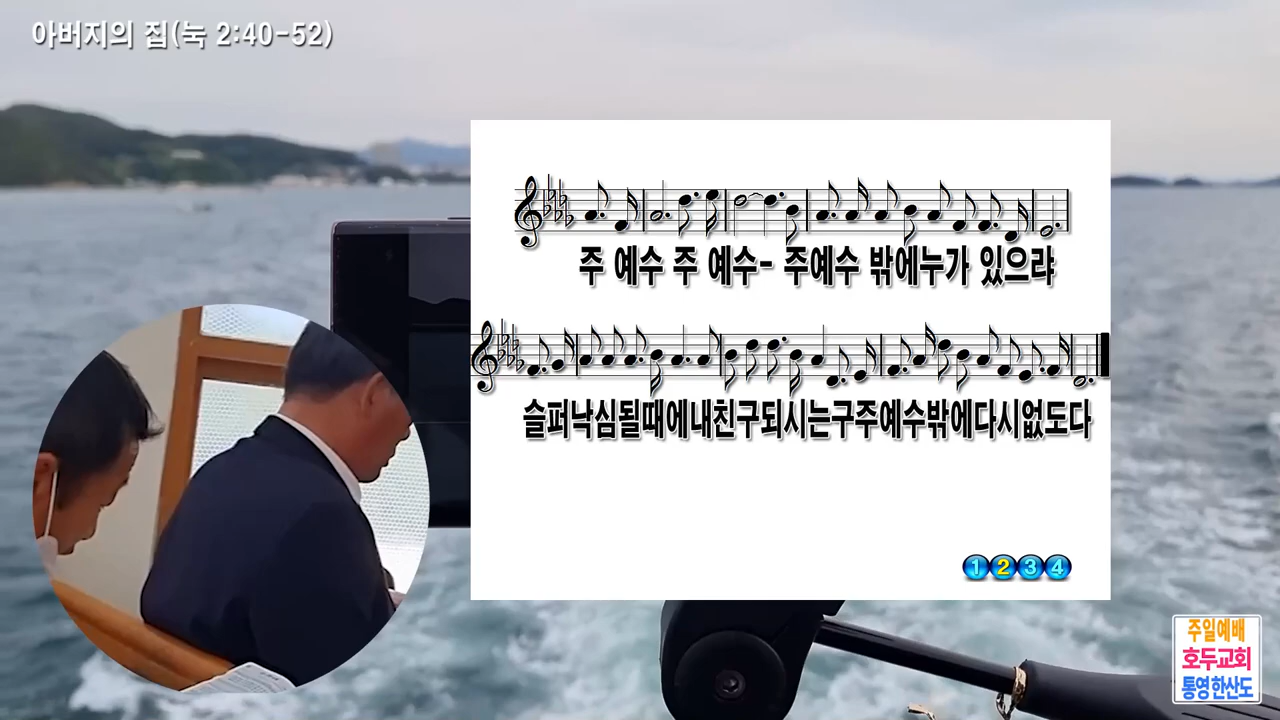 아버지의 집(눅 2:40-52)
주 예수 주 예수- 주예수 밖에누가 있으랴
슬퍼낙심될때에내친구되시는구주예수밖에다시없도다
1 2 3 4
주일예배
호두교회
통영한산도